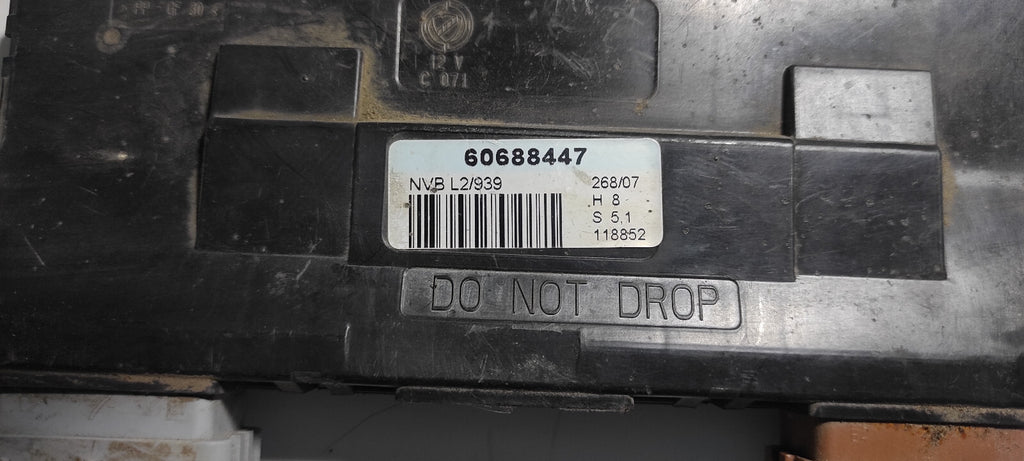 12 V
C 071
60688447
NVB L2/939 268/07
H 8
S 5,1
118852
DO NOT DROP